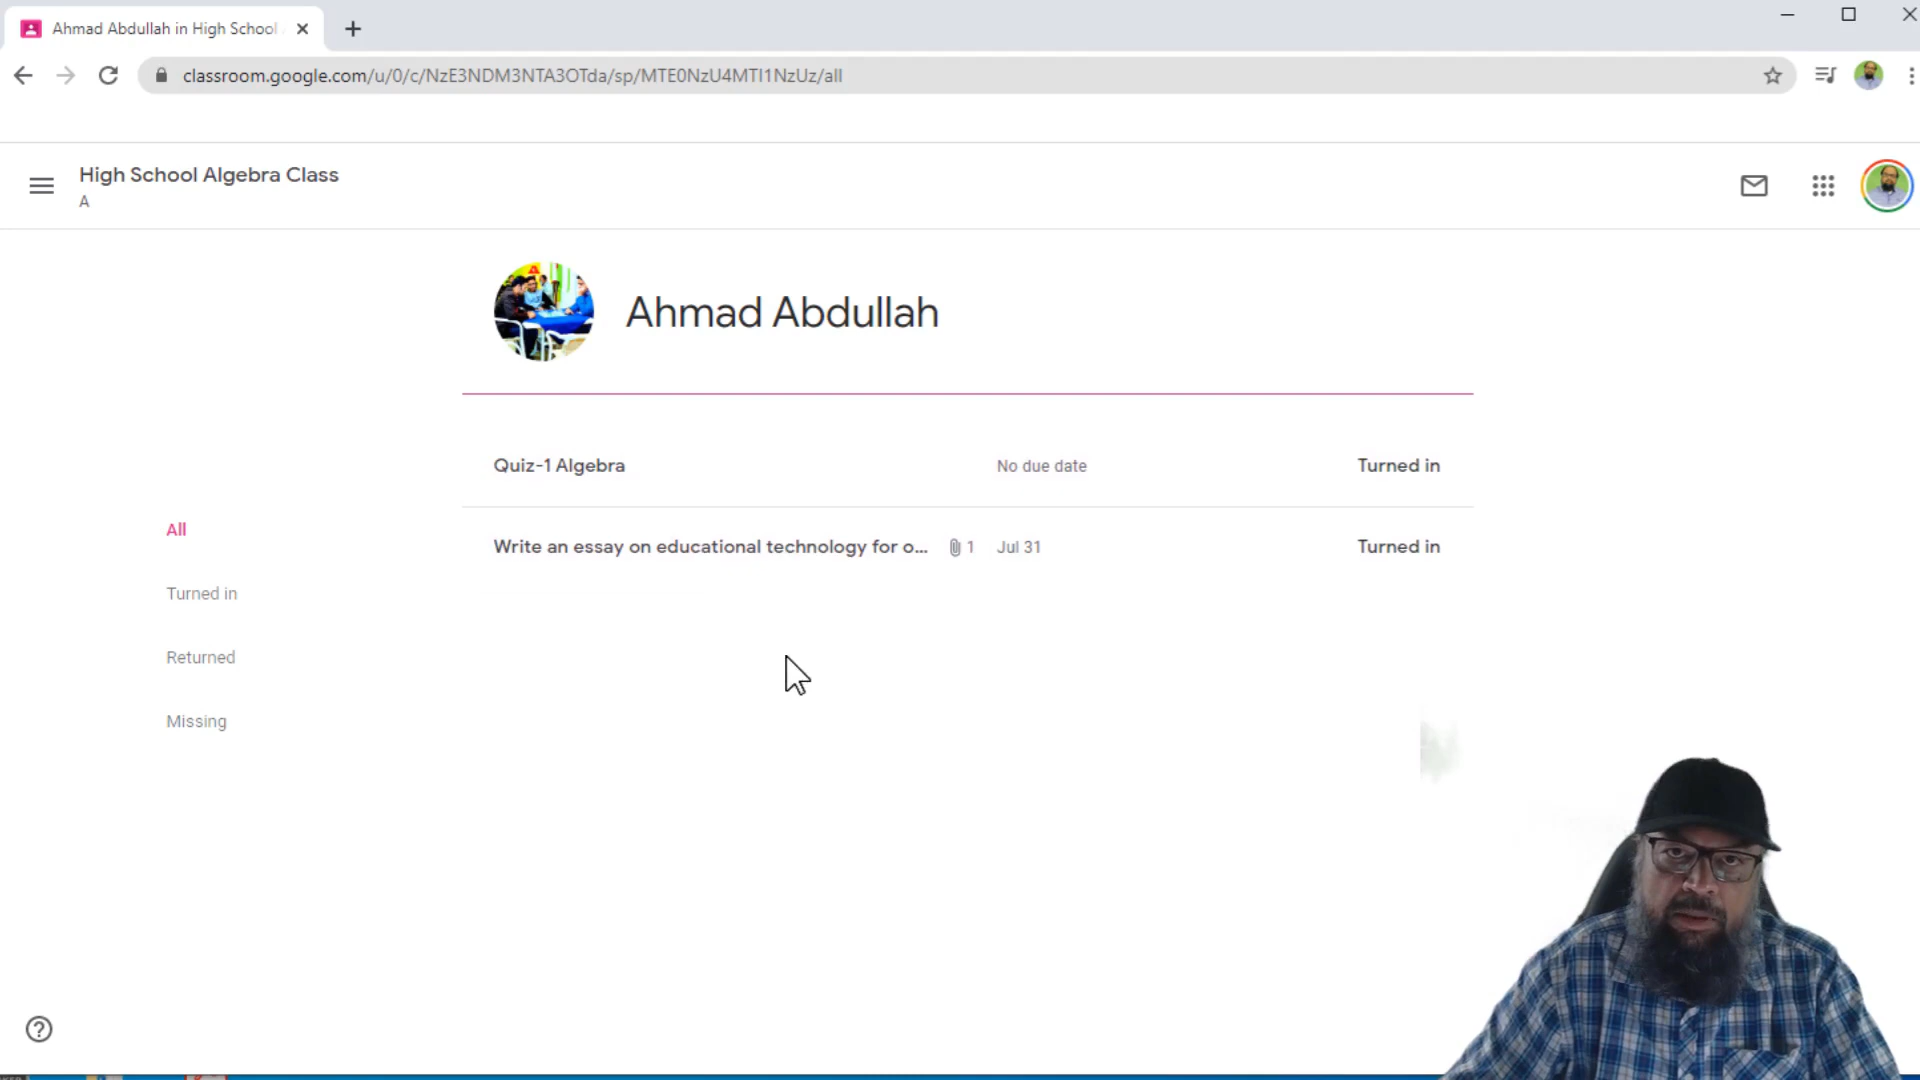 Ahmad Abdullah in High School
classroom.google.com/u/0/c/NzE3NDM3NTA3OTda/sp/MTE0NzU4MTI1NzUz/all
High School Algebra Class
A
Ahmad Abdullah
Quiz-1 Algebra No due date Turned in
All
Write an essay on educational technology for o... 1 Jul 31 Turned in
Turned in
Returned
Missing